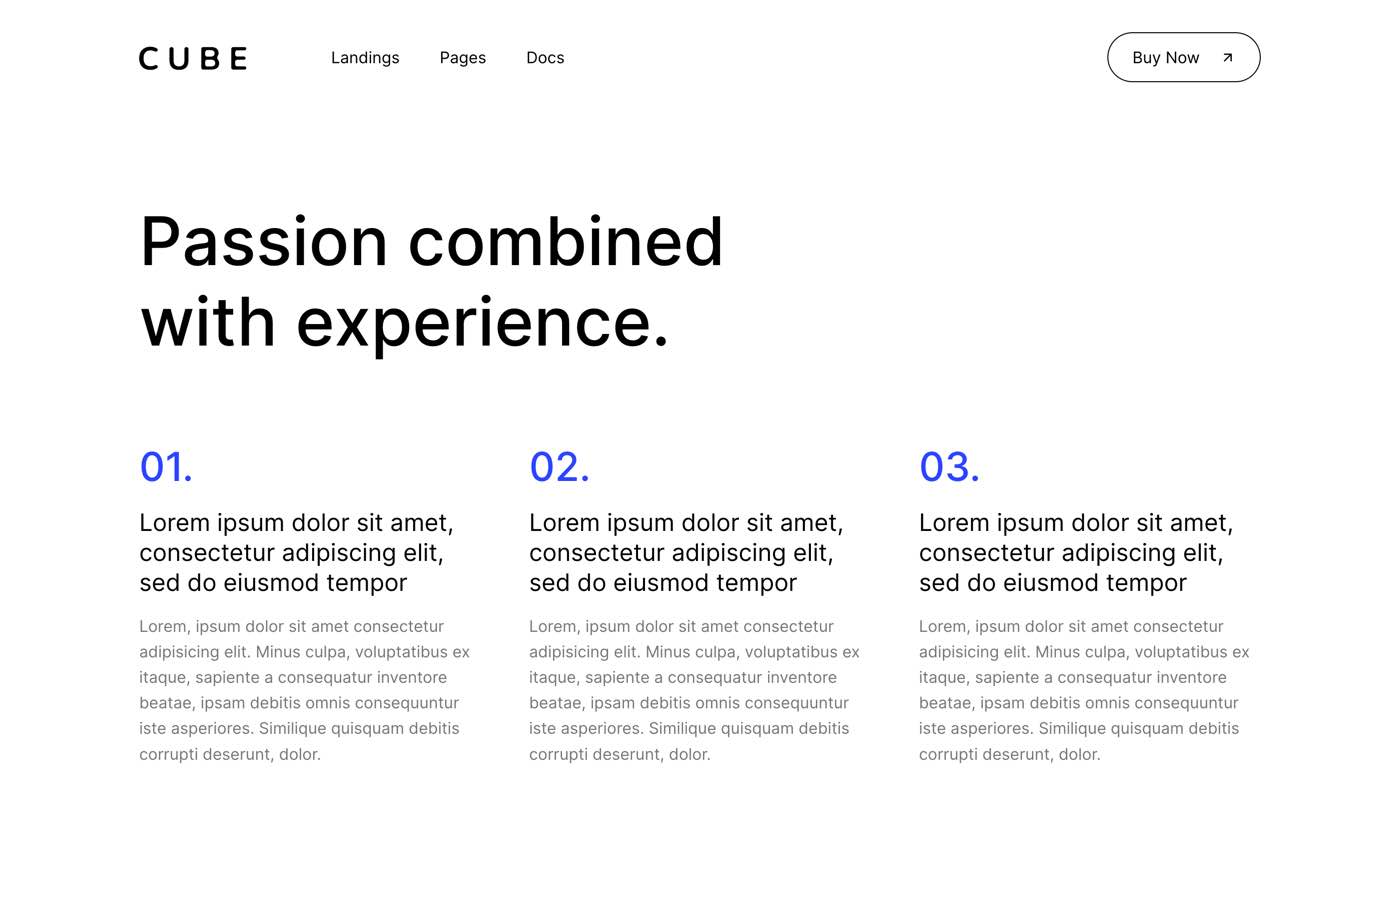 CUBE
Landings
Pages
Docs
Buy Now
Passion combined
with experience.
01.
Lorem ipsum dolor sit amet,
consectetur adipiscing elit,
sed do eiusmod tempor
Lorem, ipsum dolor sit amet consectetur
adipisicing elit. Minus culpa, voluptatibus ex
itaque, sapiente a consequatur inventore
beatae, ipsam debitis omnis consequuntur
iste asperiores. Similique quisquam debitis
corrupti deserunt, dolor.
02.
Lorem ipsum dolor sit amet,
consectetur adipiscing elit,
sed do eiusmod tempor
Lorem, ipsum dolor sit amet consectetur
adipisicing elit. Minus culpa, voluptatibus ex
itaque, sapiente a consequatur inventore
beatae, ipsam debitis omnis consequuntur
iste asperiores. Similique quisquam debitis
corrupti deserunt, dolor.
03.
Lorem ipsum dolor sit amet,
consectetur adipiscing elit,
sed do eiusmod tempor
Lorem, ipsum dolor sit amet consectetur
adipisicing elit. Minus culpa, voluptatibus ex
itaque, sapiente a consequatur inventore
beatae, ipsam debitis omnis consequuntur
iste asperiores. Similique quisquam debitis
corrupti deserunt, dolor.